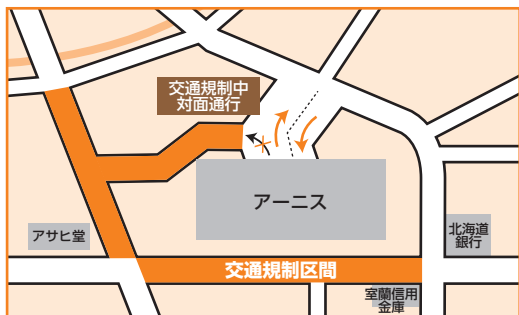 交通規制中
対面通行
アーニス
アサヒ堂
北海道
銀行
交通規制区間
室蘭信用
金庫